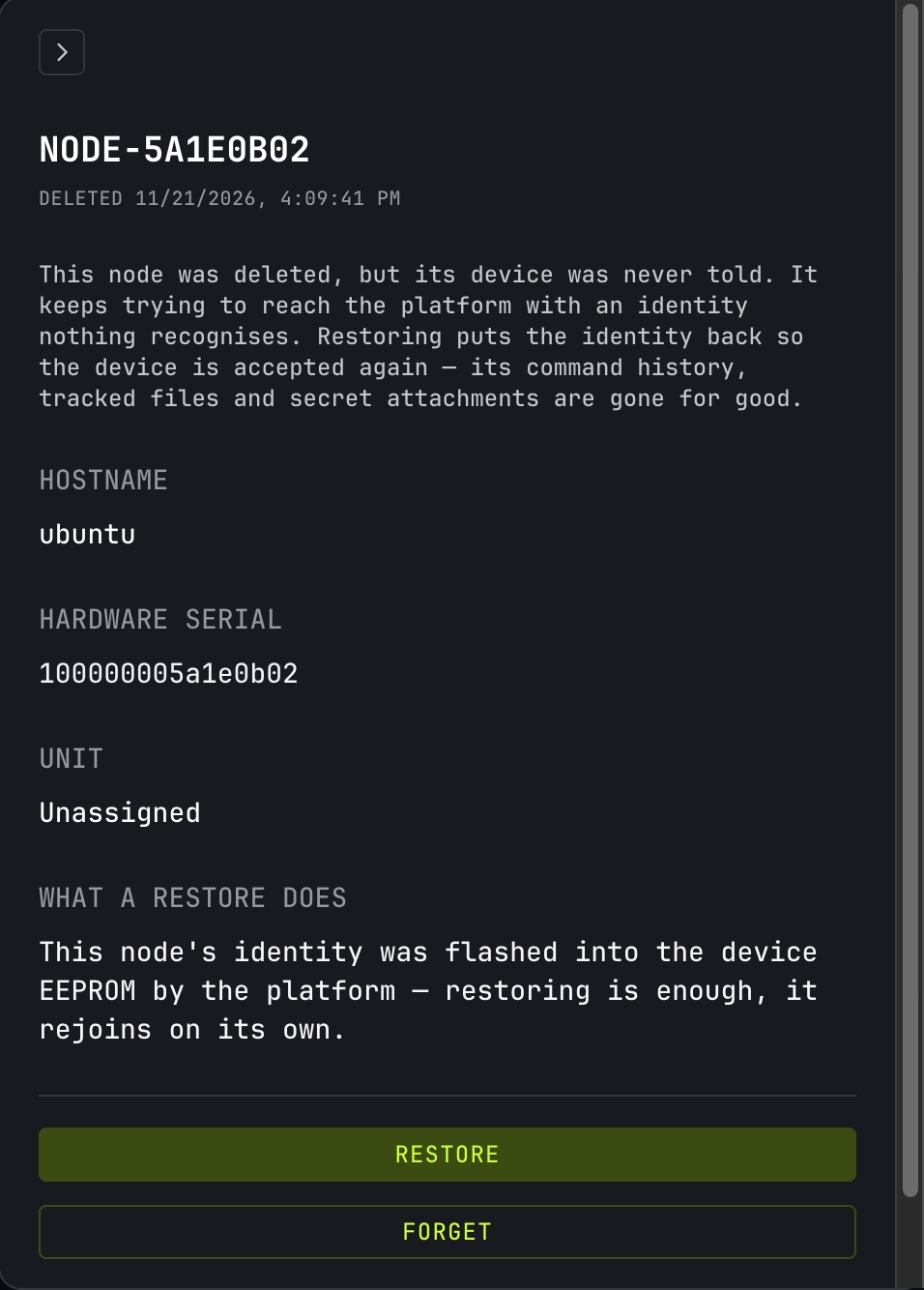 NODE-5A1E0B02
DELETED 11/21/2026, 4:09:41 PM
This node was deleted, but its device was never told. It
keeps trying to reach the platform with an identity
nothing recognises. Restoring puts the identity back so
the device is accepted again — its command history,
tracked files and secret attachments are gone for good.
HOSTNAME
ubuntu
HARDWARE SERIAL
100000005a1e0b02
UNIT
Unassigned
WHAT A RESTORE DOES
This node's identity was flashed into the device
EEPROM by the platform — restoring is enough, it
rejoins on its own.
RESTORE
FORGET